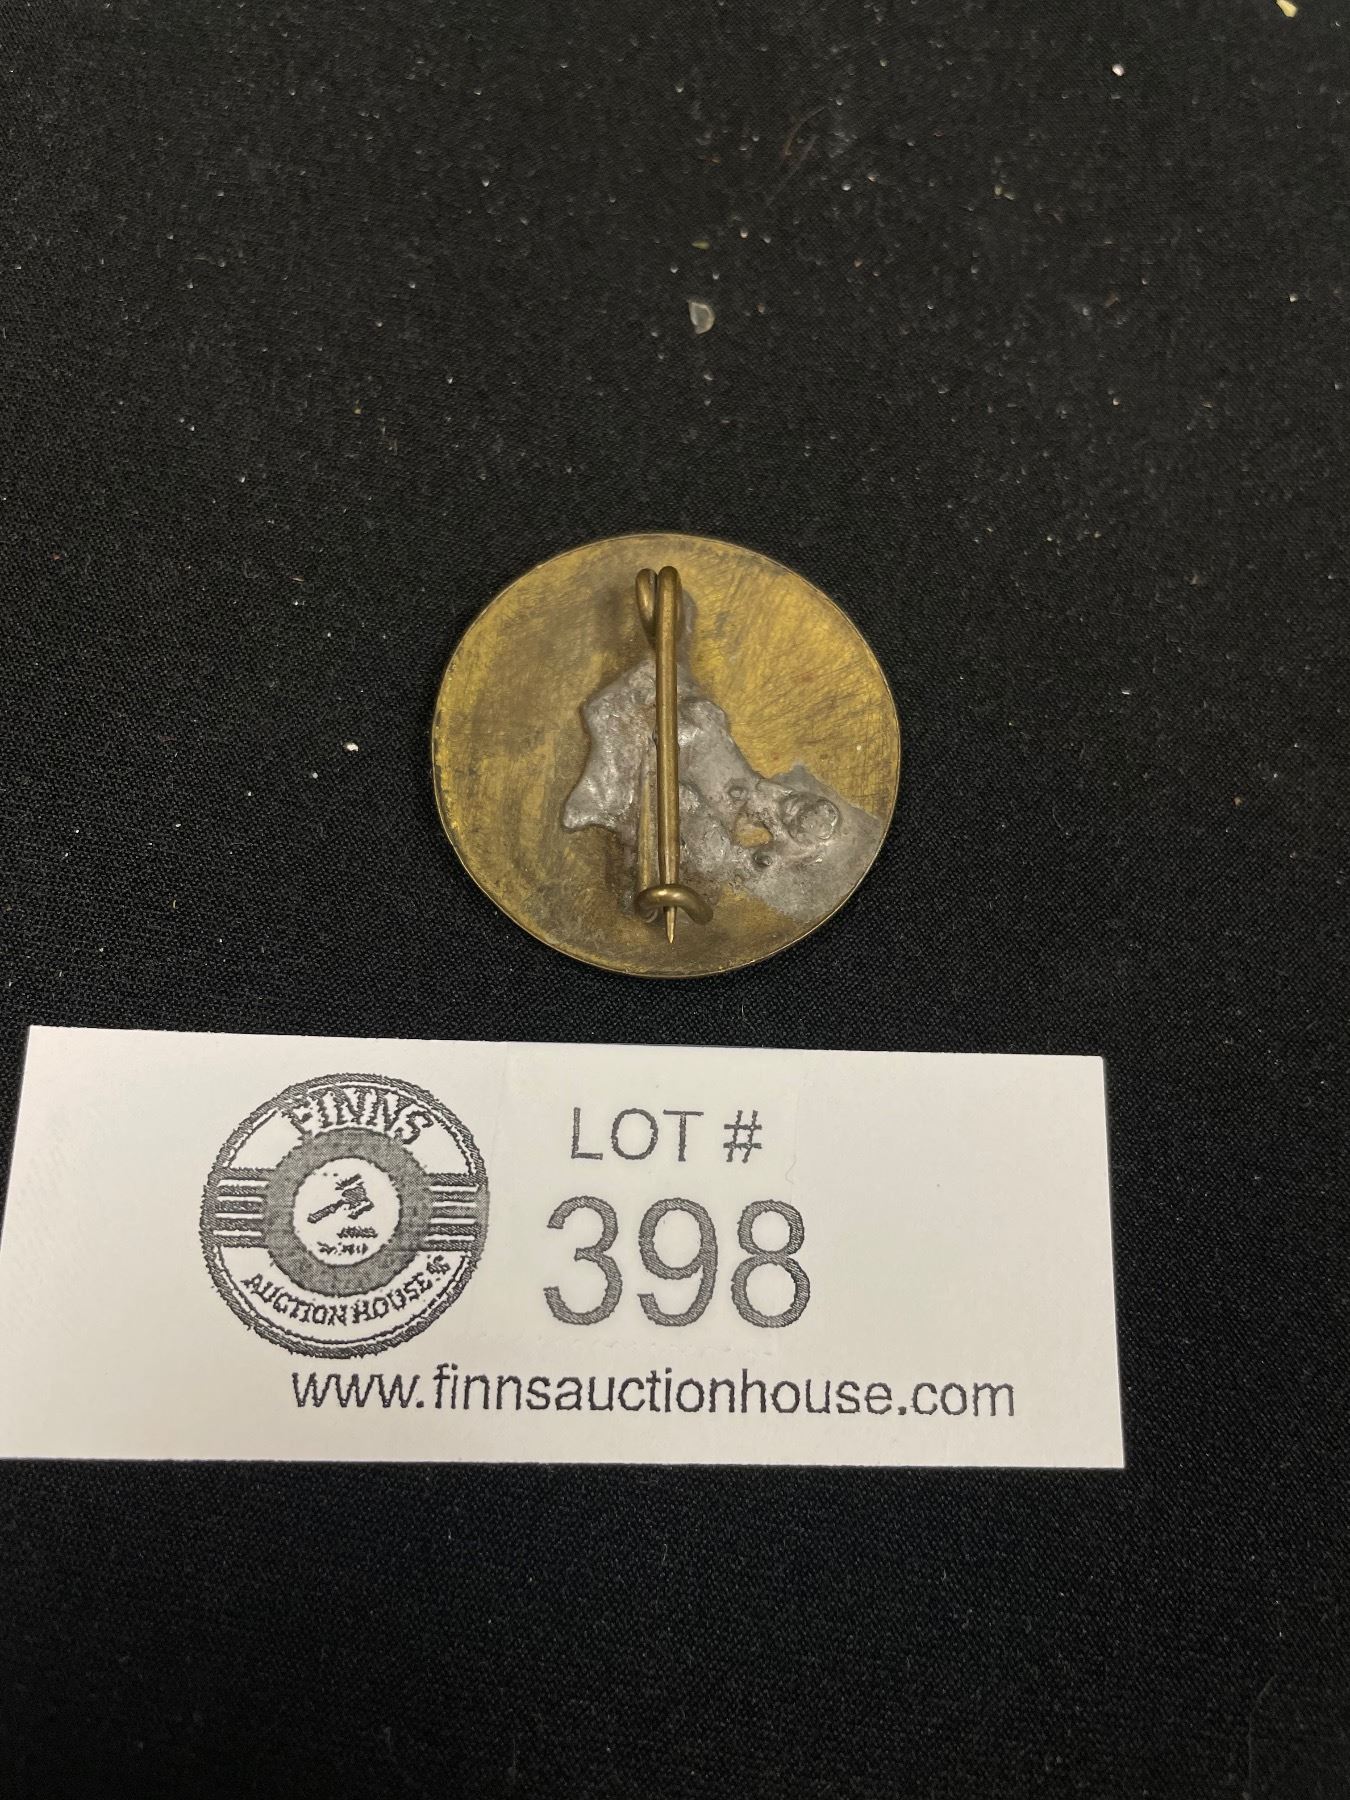 FINNS
AUCTION HOUSE
LOT #
398
www.finnsauctionhouse.com